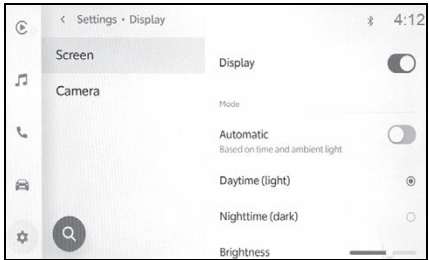 < Settings • Display
4:12
Screen
Camera
Display
Mode
Automatic
Based on time and ambient light
Daytime (light)
Nighttime (dark)
Brightness